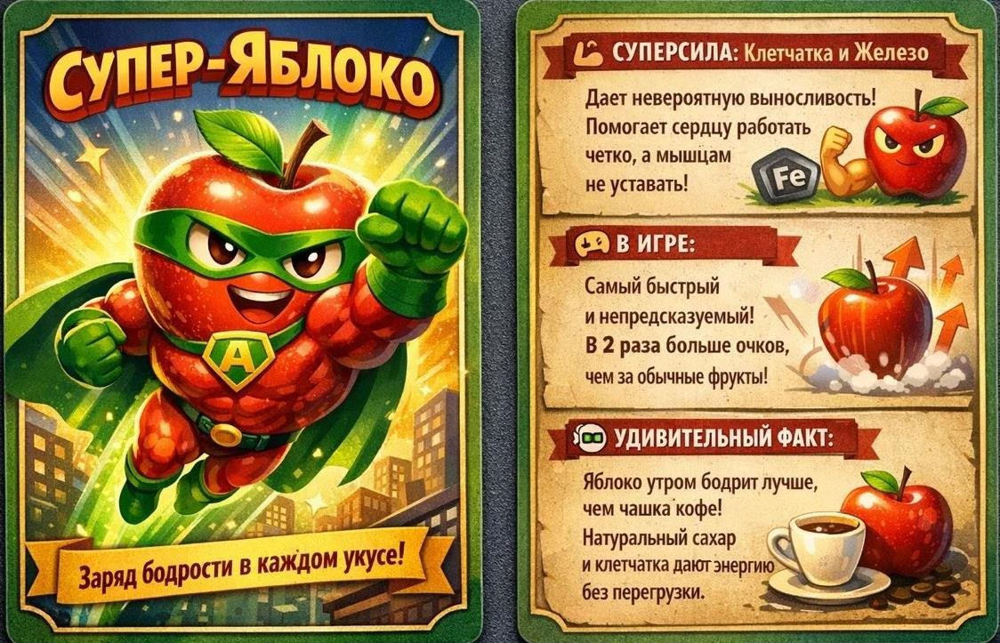 СУПЕР-ЯБЛОКО
A
Заряд бодрости в каждом укусе!
СУПЕРСИЛА: Клетчатка и Железо
Дает невероятную выносливость!
Помогает сердцу работать
четко, а мышцам
не уставать!
Fe
В ИГРЕ:
Самый быстрый
и непредсказуемый!
В 2 раза больше очков,
чем за обычные фрукты!
УДИВИТЕЛЬНЫЙ ФАКТ:
Яблоко утром бодрит лучше,
чем чашка кофе!
Натуральный сахар
и клетчатка дают энергию
без перегрузки.